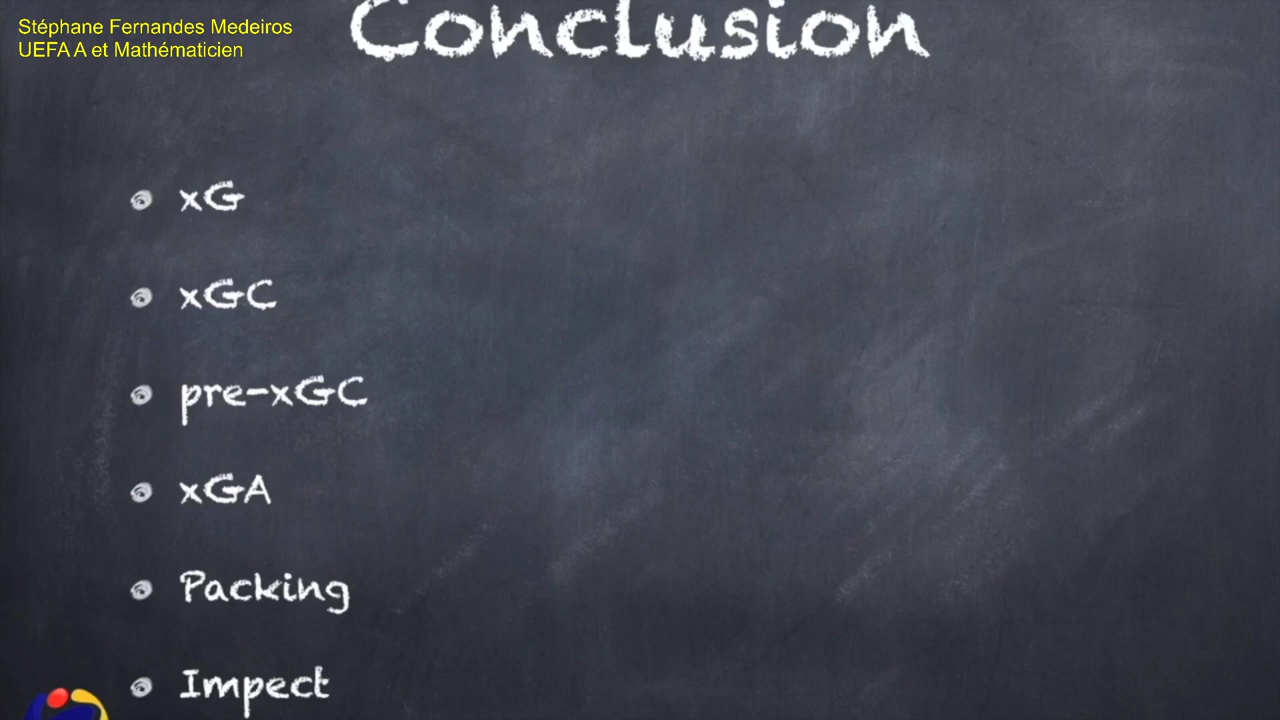 Stéphane Fernandes Medeiros
UEFA A et Mathématicien
Conclusion
xG
xGC
pre-xGC
xGA
Packing
Impect